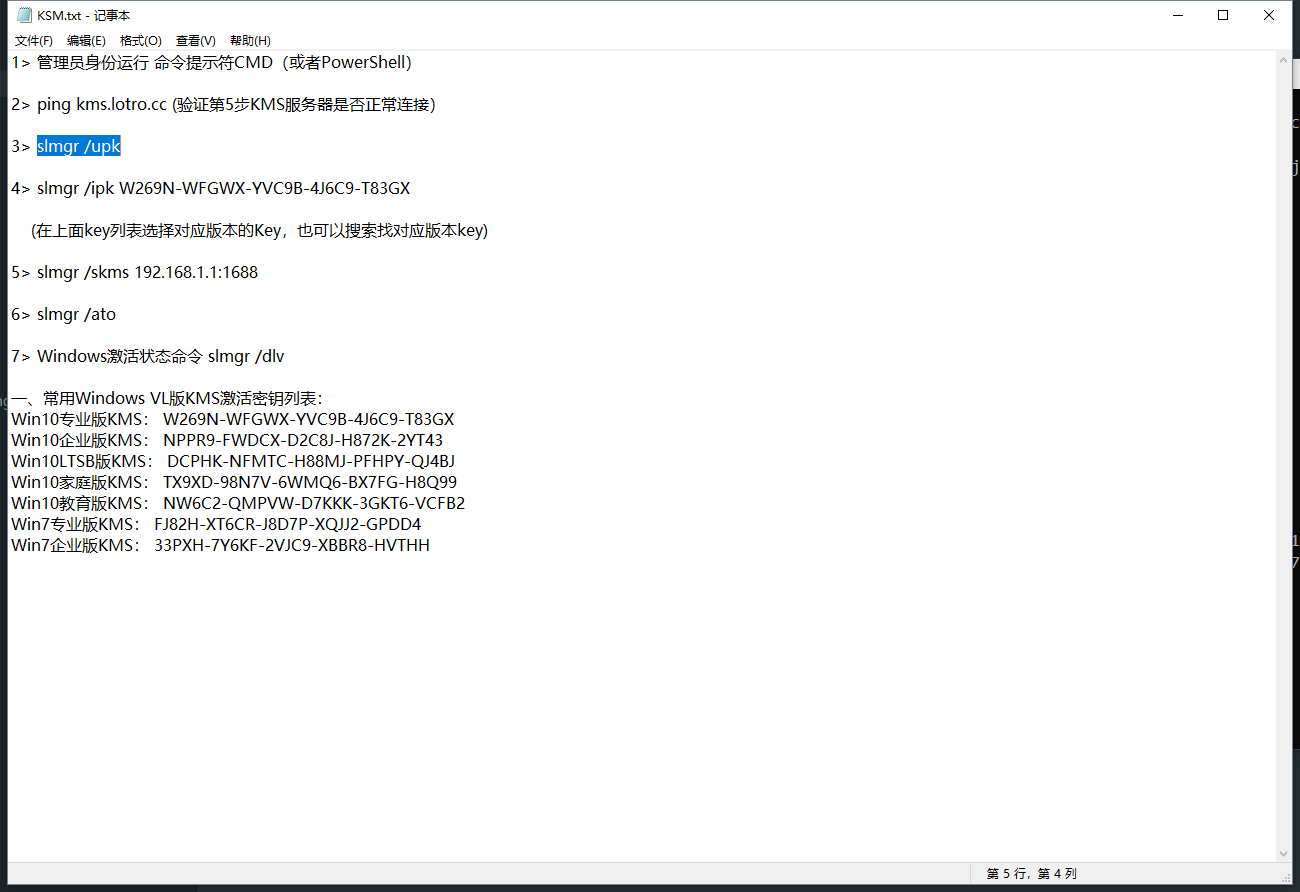 KSM.txt - 记事本
文件(F) 编辑(E) 格式(O) 查看(V) 帮助(H)
1> 管理员身份运行 命令提示符CMD（或者PowerShell）
2> ping kms.lotro.cc (验证第5步KMS服务器是否正常连接）
3> slmgr /upk
4> slmgr /ipk W269N-WFGWX-YVC9B-4J6C9-T83GX
(在上面key列表选择对应版本的Key，也可以搜索找对应版本key)
5> slmgr /skms 192.168.1.1:1688
6> slmgr /ato
7> Windows激活状态命令 slmgr /dlv
一、常用Windows VL版KMS激活密钥列表：
Win10专业版KMS： W269N-WFGWX-YVC9B-4J6C9-T83GX
Win10企业版KMS： NPPR9-FWDCX-D2C8J-H872K-2YT43
Win10LTSB版KMS： DCPHK-NFMTC-H88MJ-PFHPY-QJ4BJ
Win10家庭版KMS： TX9XD-98N7V-6WMQ6-BX7FG-H8Q99
Win10教育版KMS： NW6C2-QMPVW-D7KKK-3GKT6-VCFB2
Win7专业版KMS： FJ82H-XT6CR-J8D7P-XQJJ2-GPDD4
Win7企业版KMS： 33PXH-7Y6KF-2VJC9-XBBR8-HVTHH
第 5 行，第 4 列